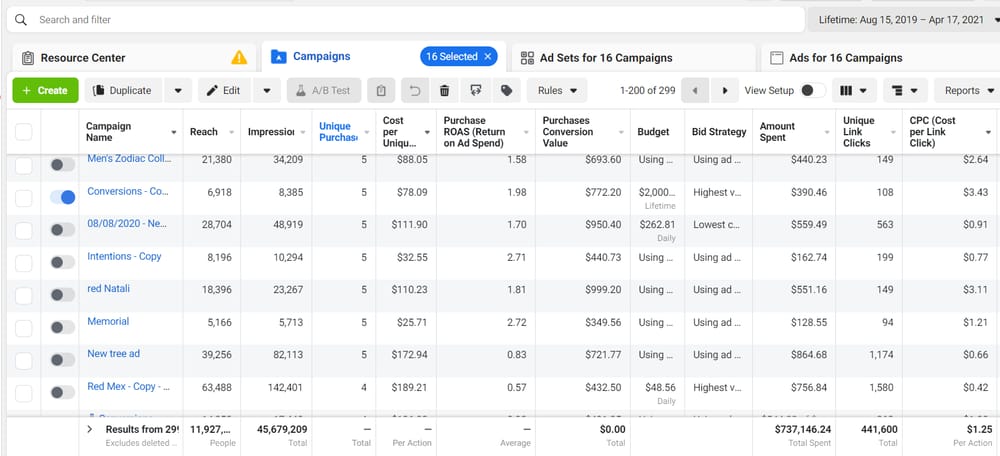 Search and filter
Lifetime: Aug 15, 2019 – Apr 17, 2021
Resource Center
Campaigns
16 Selected ×
Ad Sets for 16 Campaigns
Ads for 16 Campaigns
+ Create
Duplicate
Edit
A/B Test
Rules
1-200 of 299
View Setup
Reports
Campaign Name
Reach
Impression
Unique Purchase
Cost per Uniqu...
Purchase ROAS (Return on Ad Spend)
Purchases Conversion Value
Budget
Bid Strategy
Amount Spent
Unique Link Clicks
CPC (Cost per Link Click)
Men's Zodiac Coll... 21,380 34,209 5 $88.05 1.58 $693.60 Using ... Using ad ... $440.23 149 $2.64
Conversions - Co... 6,918 8,385 5 $78.09 1.98 $772.20 $2,000... Highest v... $390.46 108 $3.43
Lifetime
08/08/2020 - Ne... 28,704 48,919 5 $111.90 1.70 $950.40 $262.81 Lowest c... $559.49 563 $0.91
Daily
Intentions - Copy 8,196 10,294 5 $32.55 2.71 $440.73 Using ... Using ad ... $162.74 199 $0.77
red Natali 18,396 23,267 5 $110.23 1.81 $999.20 Using ... Using ad ... $551.16 149 $3.11
Memorial 5,166 5,713 5 $25.71 2.72 $349.56 Using ... Using ad ... $128.55 94 $1.21
New tree ad 39,256 82,113 5 $172.94 0.83 $721.77 Using ... Using ad ... $864.68 1,174 $0.66
Red Mex - Copy - ... 63,488 142,401 4 $189.21 0.57 $432.50 $48.56 Highest v... $756.84 1,580 $0.42
Daily
Results from 299 11,927,... 45,679,209 — — — $0.00 $737,146.24 441,600 $1.25
Excludes deleted ... People Total Total Per Action Average Total Total Spent Total Per Action